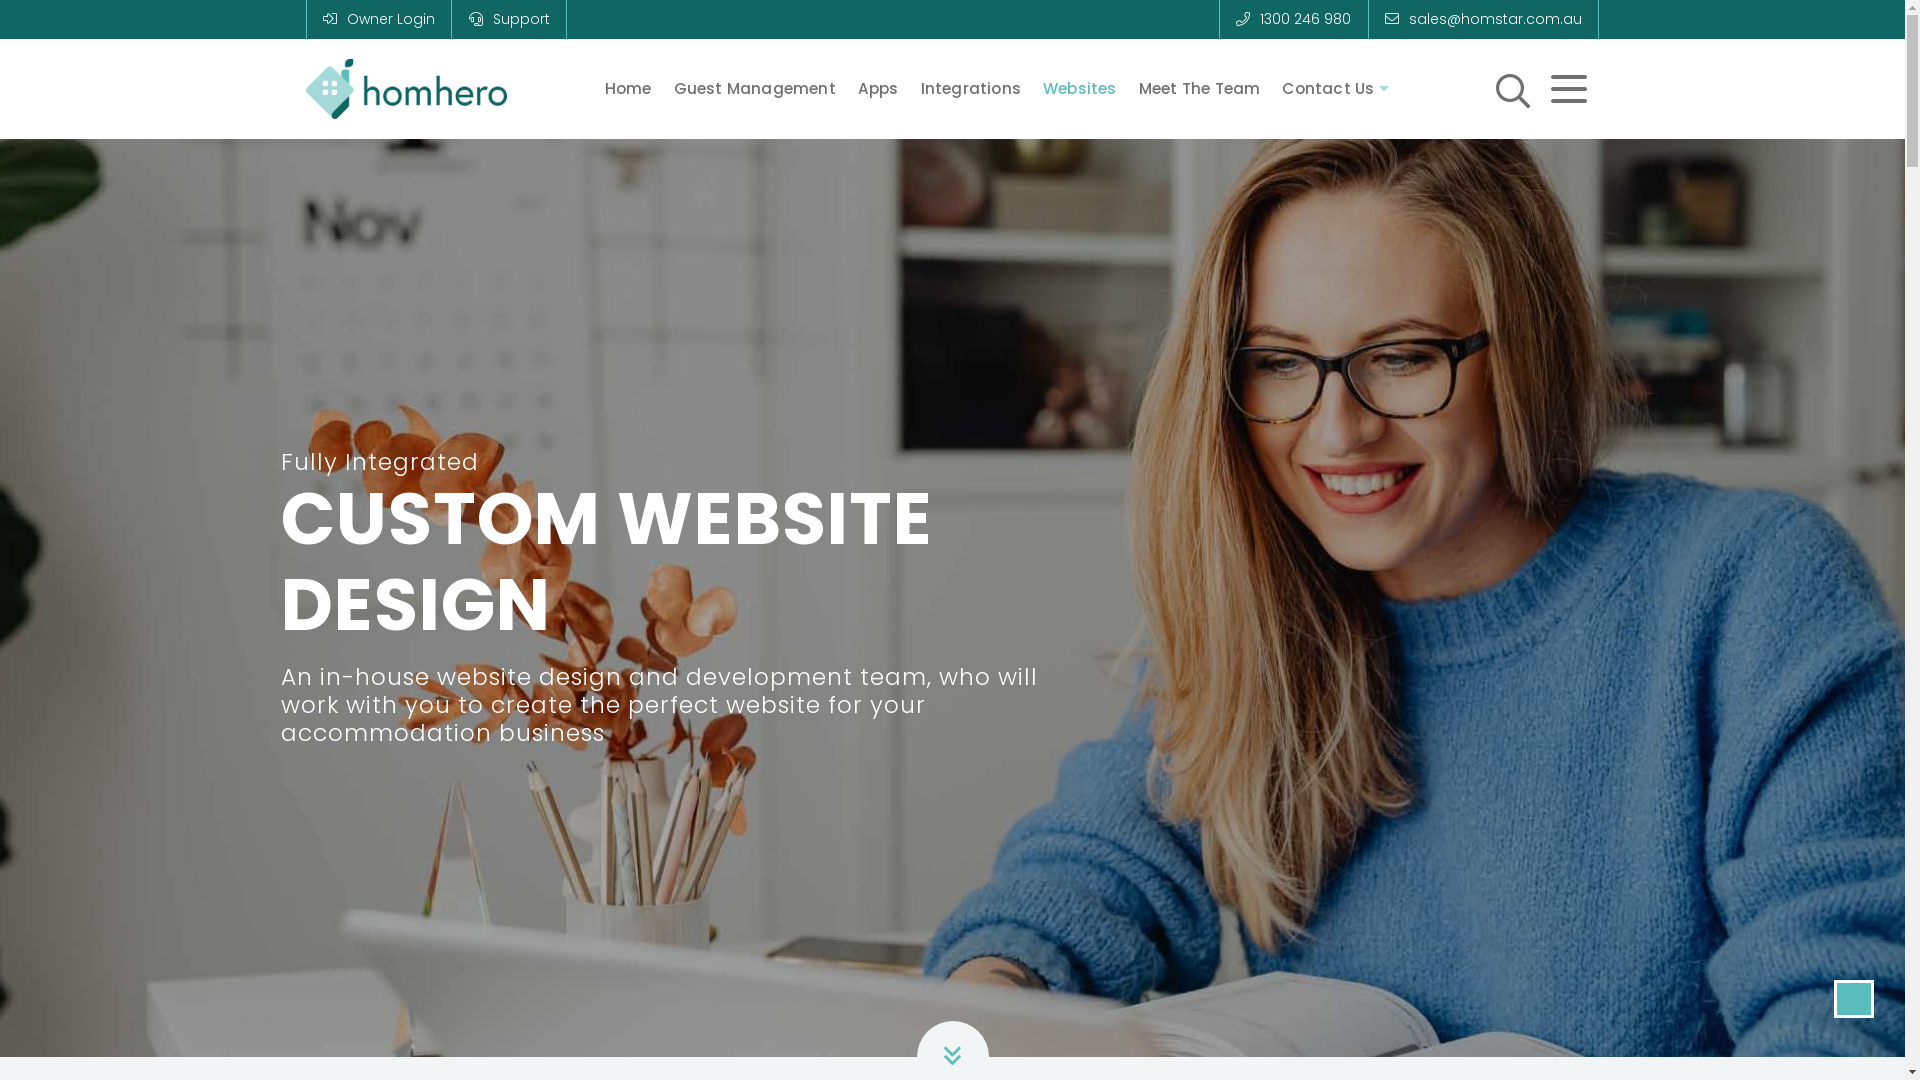 Owner Login
Support
1300 246 980
sales@homstar.com.au
homhero
Home
Guest Management
Apps
Integrations
Websites
Meet The Team
Contact Us
Nov
Fully Integrated
CUSTOM WEBSITE
DESIGN
An in-house website design and development team, who will
work with you to create the perfect website for your
accommodation business